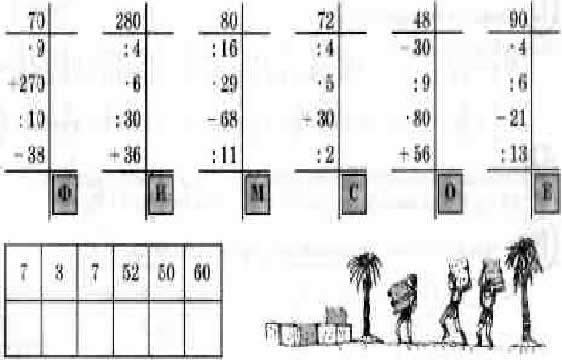 70 280 80 72 48 90
· 9 : 4 : 16 : 4 − 30 · 4
+ 270 · 6 · 29 · 5 : 9 : 6
: 10 : 30 − 68 + 30 · 80 − 21
− 38 + 36 : 11 : 2 + 56 : 13
Ф И М С О Е
7 3 7 52 50 60